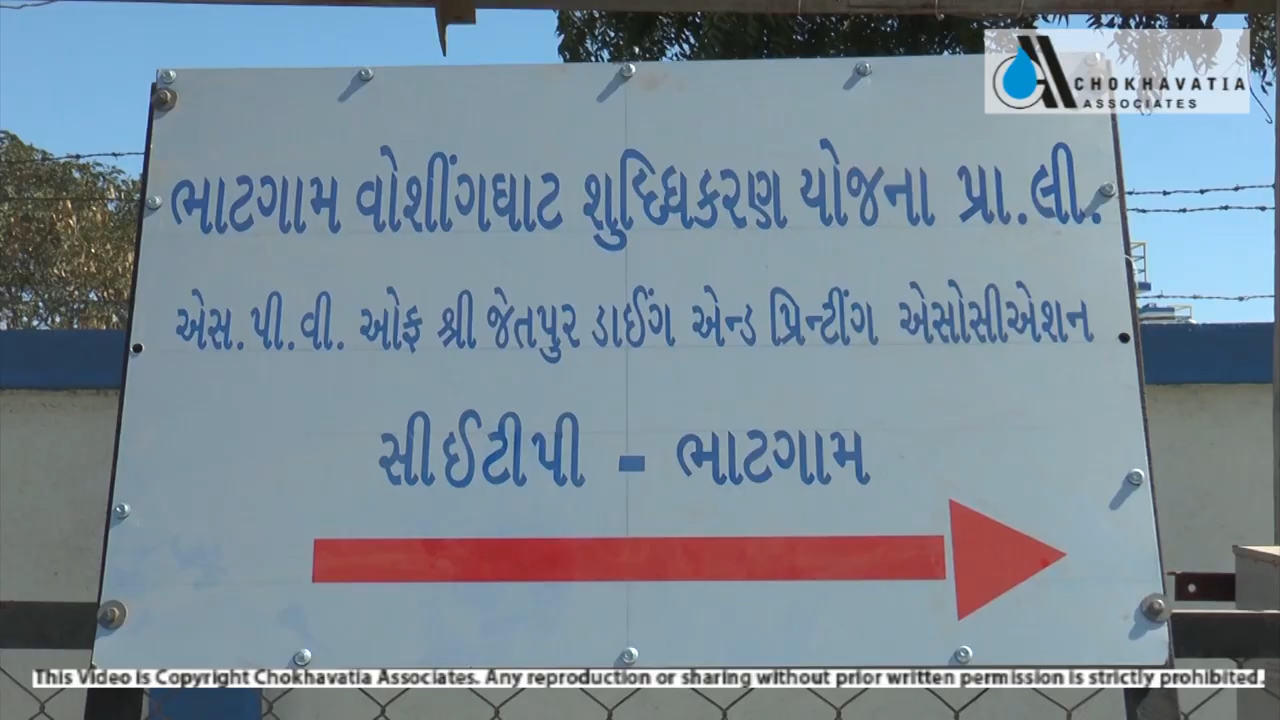 CHOKHAVATIA
ASSOCIATES
ભાટગામ વોશીંગઘાટ શુદ્ધિકરણ યોજના પ્રા.લી.
એસ.પી.વી. ઓફ શ્રી જેતપુર ડાઈંગ એન્ડ પ્રિન્ટીંગ એસોસીએશન
સીઈટીપી - ભાટગામ
This Video is Copyright Chokhavatia Associates. Any reproduction or sharing without prior written permission is strictly prohibited.